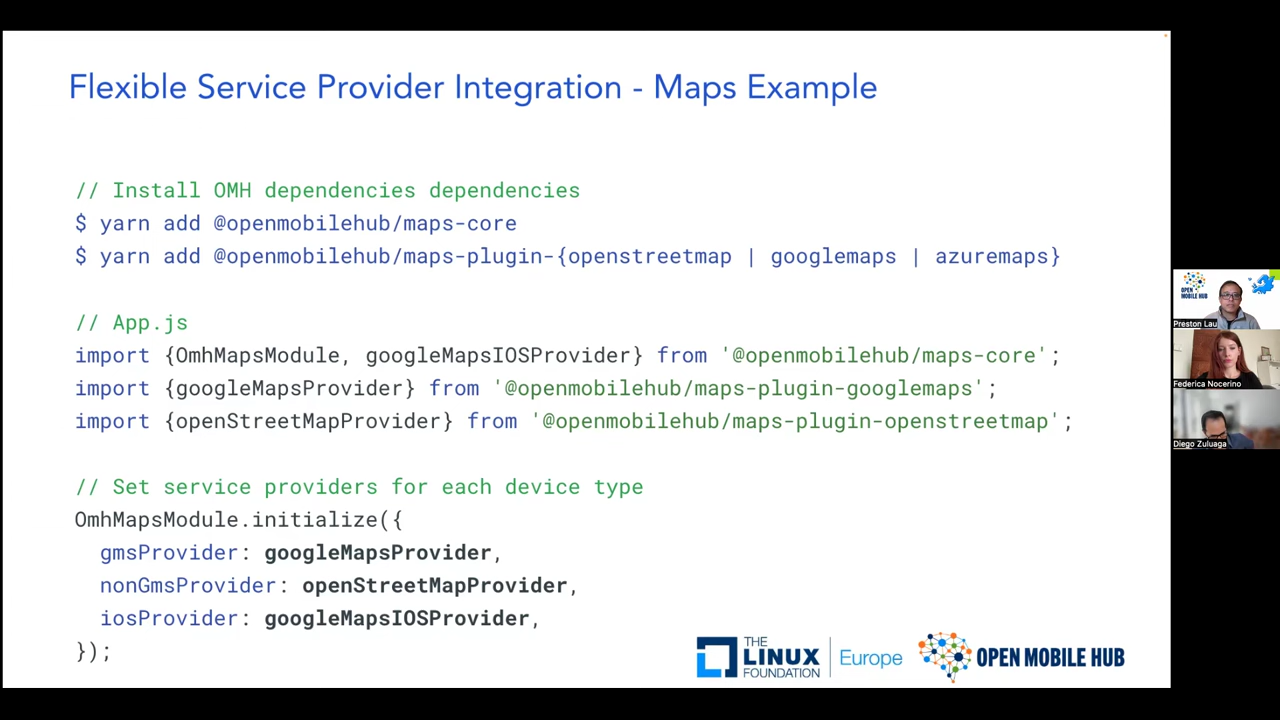 Flexible Service Provider Integration - Maps Example
// Install OMH dependencies dependencies
$ yarn add @openmobilehub/maps-core
$ yarn add @openmobilehub/maps-plugin-{openstreetmap | googlemaps | azuremaps}
// App.js
import {OmhMapsModule, googleMapsIOSProvider} from '@openmobilehub/maps-core';
import {googleMapsProvider} from '@openmobilehub/maps-plugin-googlemaps';
import {openStreetMapProvider} from '@openmobilehub/maps-plugin-openstreetmap';
// Set service providers for each device type
OmhMapsModule.initialize({
gmsProvider: googleMapsProvider,
nonGmsProvider: openStreetMapProvider,
iosProvider: googleMapsIOSProvider,
});
THE
LINUX
FOUNDATION
Europe
OPEN MOBILE HUB
OPEN
MOBILE HUB
Preston Lau
Federica Nocerino
Diego Zuluaga